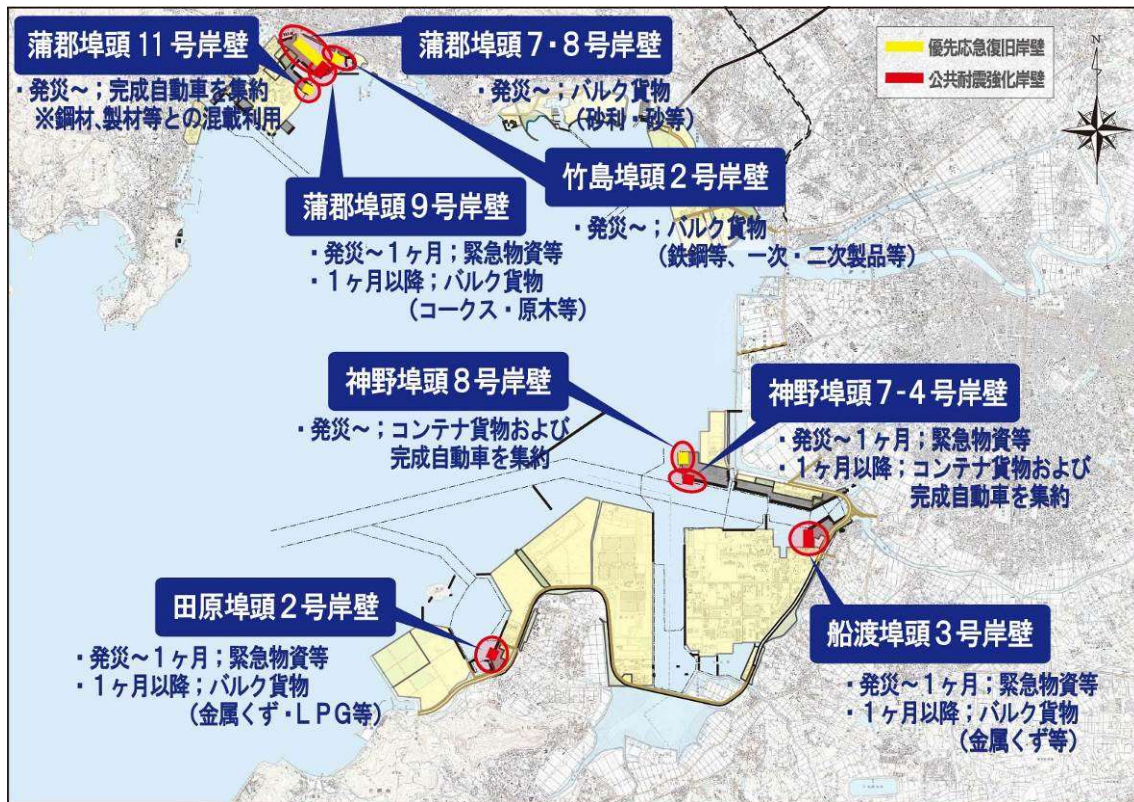 蒲郡埠頭11号岸壁
・発災～;完成自動車を集約
※鋼材、製材等との混載利用
蒲郡埠頭7・8号岸壁
・発災～;バルク貨物
(砂利・砂等)
優先応急復旧岸壁
公共耐震強化岸壁
N
竹島埠頭2号岸壁
・発災～;バルク貨物
(鉄鋼等、一次・二次製品等)
蒲郡埠頭9号岸壁
・発災～1ヶ月;緊急物資等
・1ヶ月以降;バルク貨物
(コークス・原木等)
神野埠頭8号岸壁
・発災～;コンテナ貨物および
完成自動車を集約
神野埠頭7-4号岸壁
・発災～1ヶ月;緊急物資等
・1ヶ月以降;コンテナ貨物および
完成自動車を集約
田原埠頭2号岸壁
・発災～1ヶ月;緊急物資等
・1ヶ月以降;バルク貨物
(金属くず・LPG等)
船渡埠頭3号岸壁
・発災～1ヶ月;緊急物資等
・1ヶ月以降;バルク貨物
(金属くず等)